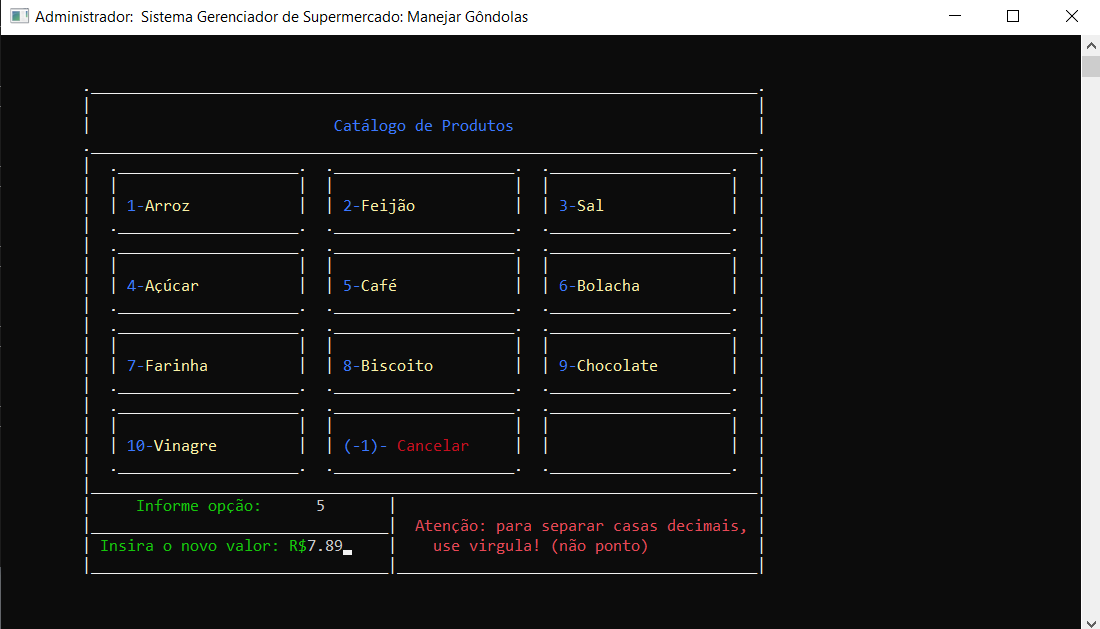 Administrador:  Sistema Gerenciador de Supermercado: Manejar Gôndolas
Catálogo de Produtos
1-Arroz 2-Feijão 3-Sal
4-Açúcar 5-Café 6-Bolacha
7-Farinha 8-Biscoito 9-Chocolate
10-Vinagre (-1)- Cancelar
Informe opção: 5
Insira o novo valor: R$7.89
Atenção: para separar casas decimais,
use virgula! (não ponto)